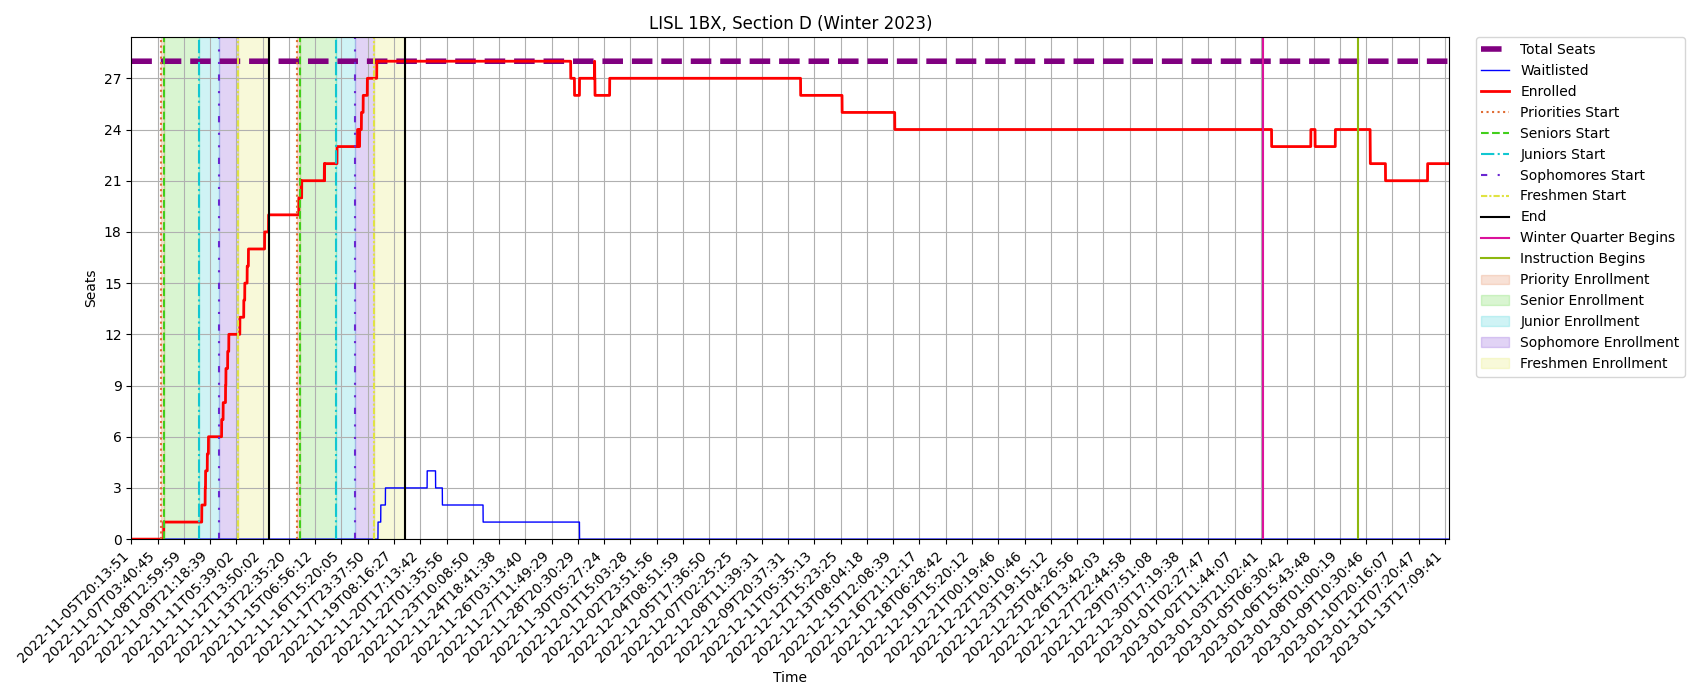 LISL 1BX, Section D (Winter 2023)
Seats
27
24
21
18
15
12
9
6
3
0
2022-11-05T20:13:51
2022-11-07T03:40:45
2022-11-08T12:59:59
2022-11-09T21:18:39
2022-11-11T05:39:02
2022-11-12T13:50:02
2022-11-13T22:35:20
2022-11-15T06:56:12
2022-11-16T15:20:05
2022-11-17T23:37:50
2022-11-19T08:16:27
2022-11-20T17:13:42
2022-11-22T01:35:56
2022-11-23T10:08:50
2022-11-24T18:41:38
2022-11-26T03:13:40
2022-11-27T11:49:29
2022-11-28T20:30:29
2022-11-30T05:27:24
2022-12-01T15:03:28
2022-12-02T23:51:56
2022-12-04T08:51:59
2022-12-05T17:36:50
2022-12-07T02:25:25
2022-12-08T11:39:31
2022-12-09T20:37:31
2022-12-11T05:35:13
2022-12-12T15:23:25
2022-12-13T08:04:18
2022-12-15T12:08:39
2022-12-16T21:12:17
2022-12-18T06:28:42
2022-12-19T15:20:12
2022-12-21T00:19:46
2022-12-22T10:10:46
2022-12-23T19:15:12
2022-12-25T04:26:56
2022-12-26T13:42:03
2022-12-27T22:44:58
2022-12-29T07:51:08
2022-12-30T17:19:38
2023-01-01T02:27:47
2023-01-02T11:44:07
2023-01-03T21:02:41
2023-01-05T06:30:42
2023-01-06T15:43:48
2023-01-08T01:00:19
2023-01-09T10:30:46
2023-01-10T20:16:07
2023-01-12T07:20:47
2023-01-13T17:09:41
Time
Total Seats
Waitlisted
Enrolled
Priorities Start
Seniors Start
Juniors Start
Sophomores Start
Freshmen Start
End
Winter Quarter Begins
Instruction Begins
Priority Enrollment
Senior Enrollment
Junior Enrollment
Sophomore Enrollment
Freshmen Enrollment